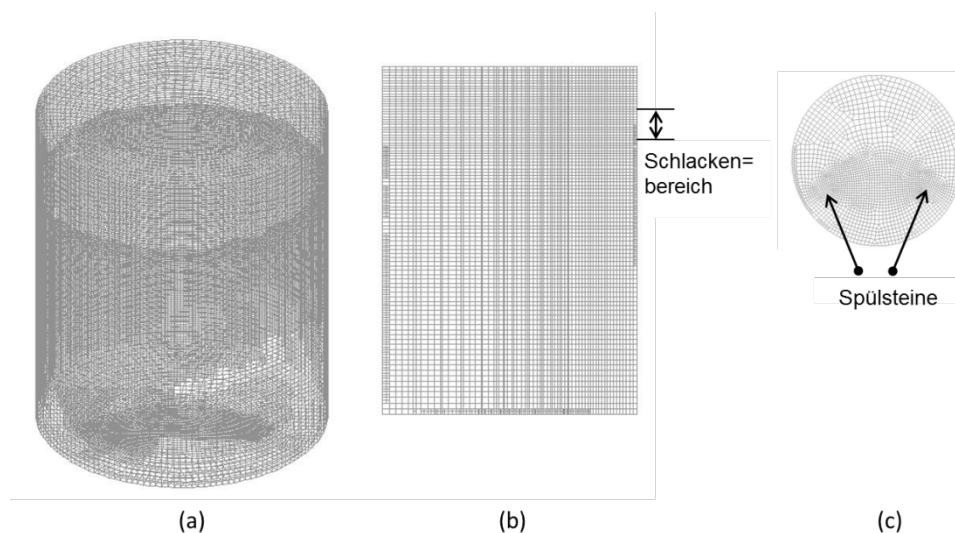 Schlacken=
bereich
Spülsteine
(a)
(b)
(c)